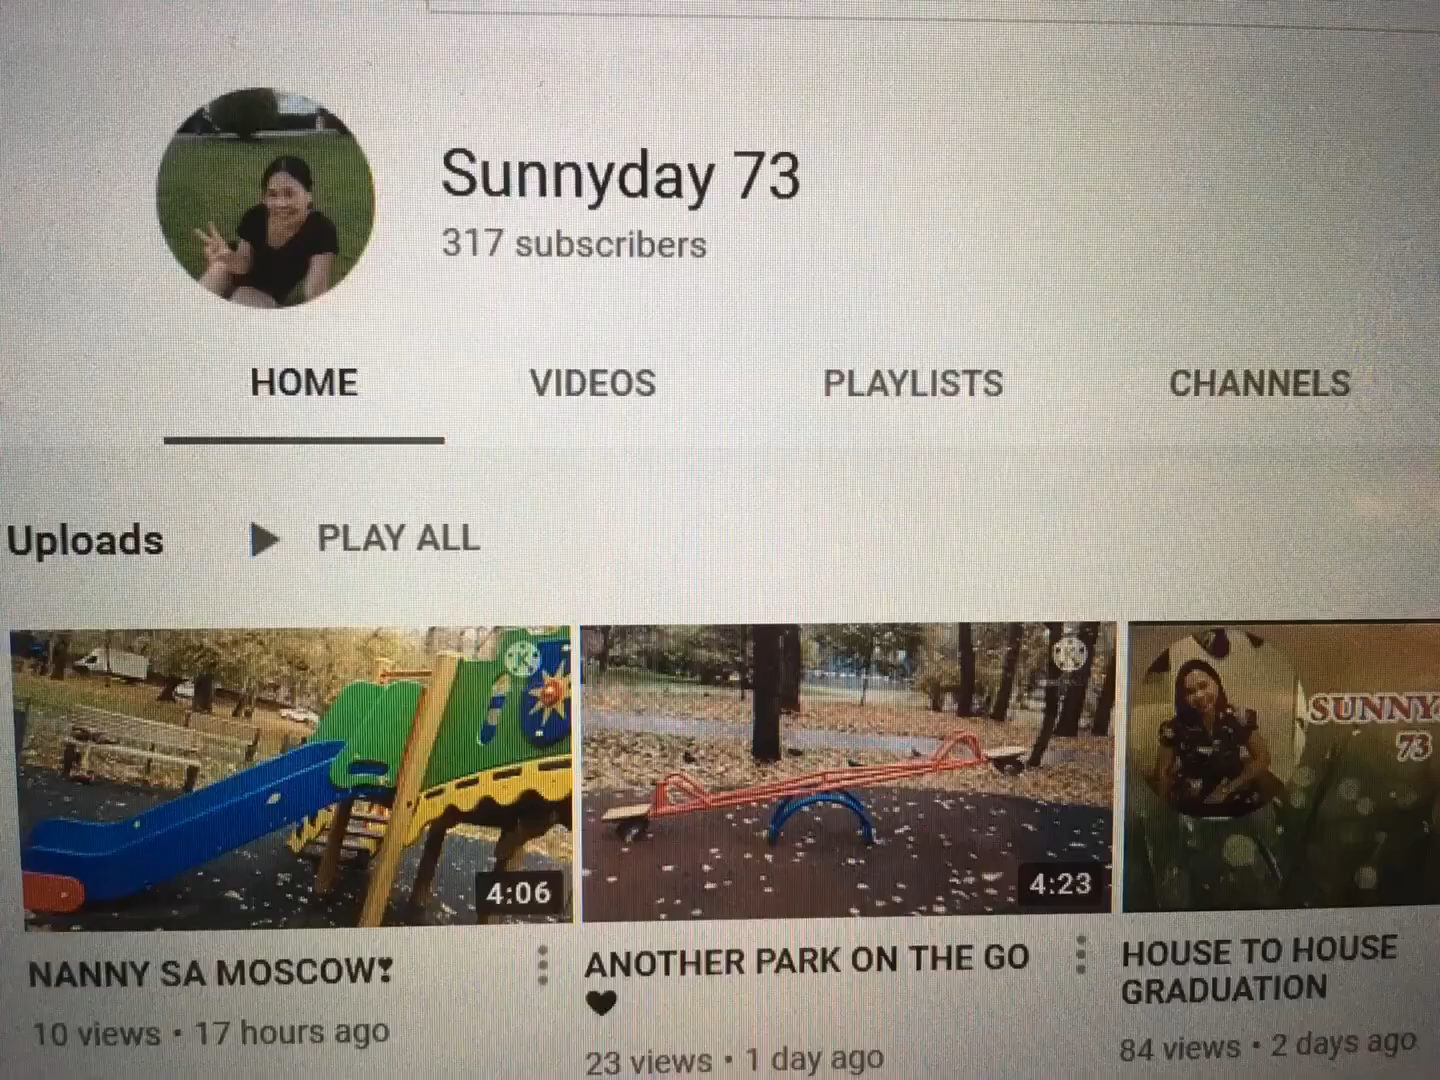 Sunnyday 73
317 subscribers
HOME
VIDEOS
PLAYLISTS
CHANNELS
Uploads
PLAY ALL
4:06
4:23
SUNNY
73
NANNY SA MOSCOW❣
10 views • 17 hours ago
ANOTHER PARK ON THE GO
♥
23 views • 1 day ago
HOUSE TO HOUSE
GRADUATION
84 views • 2 days ago